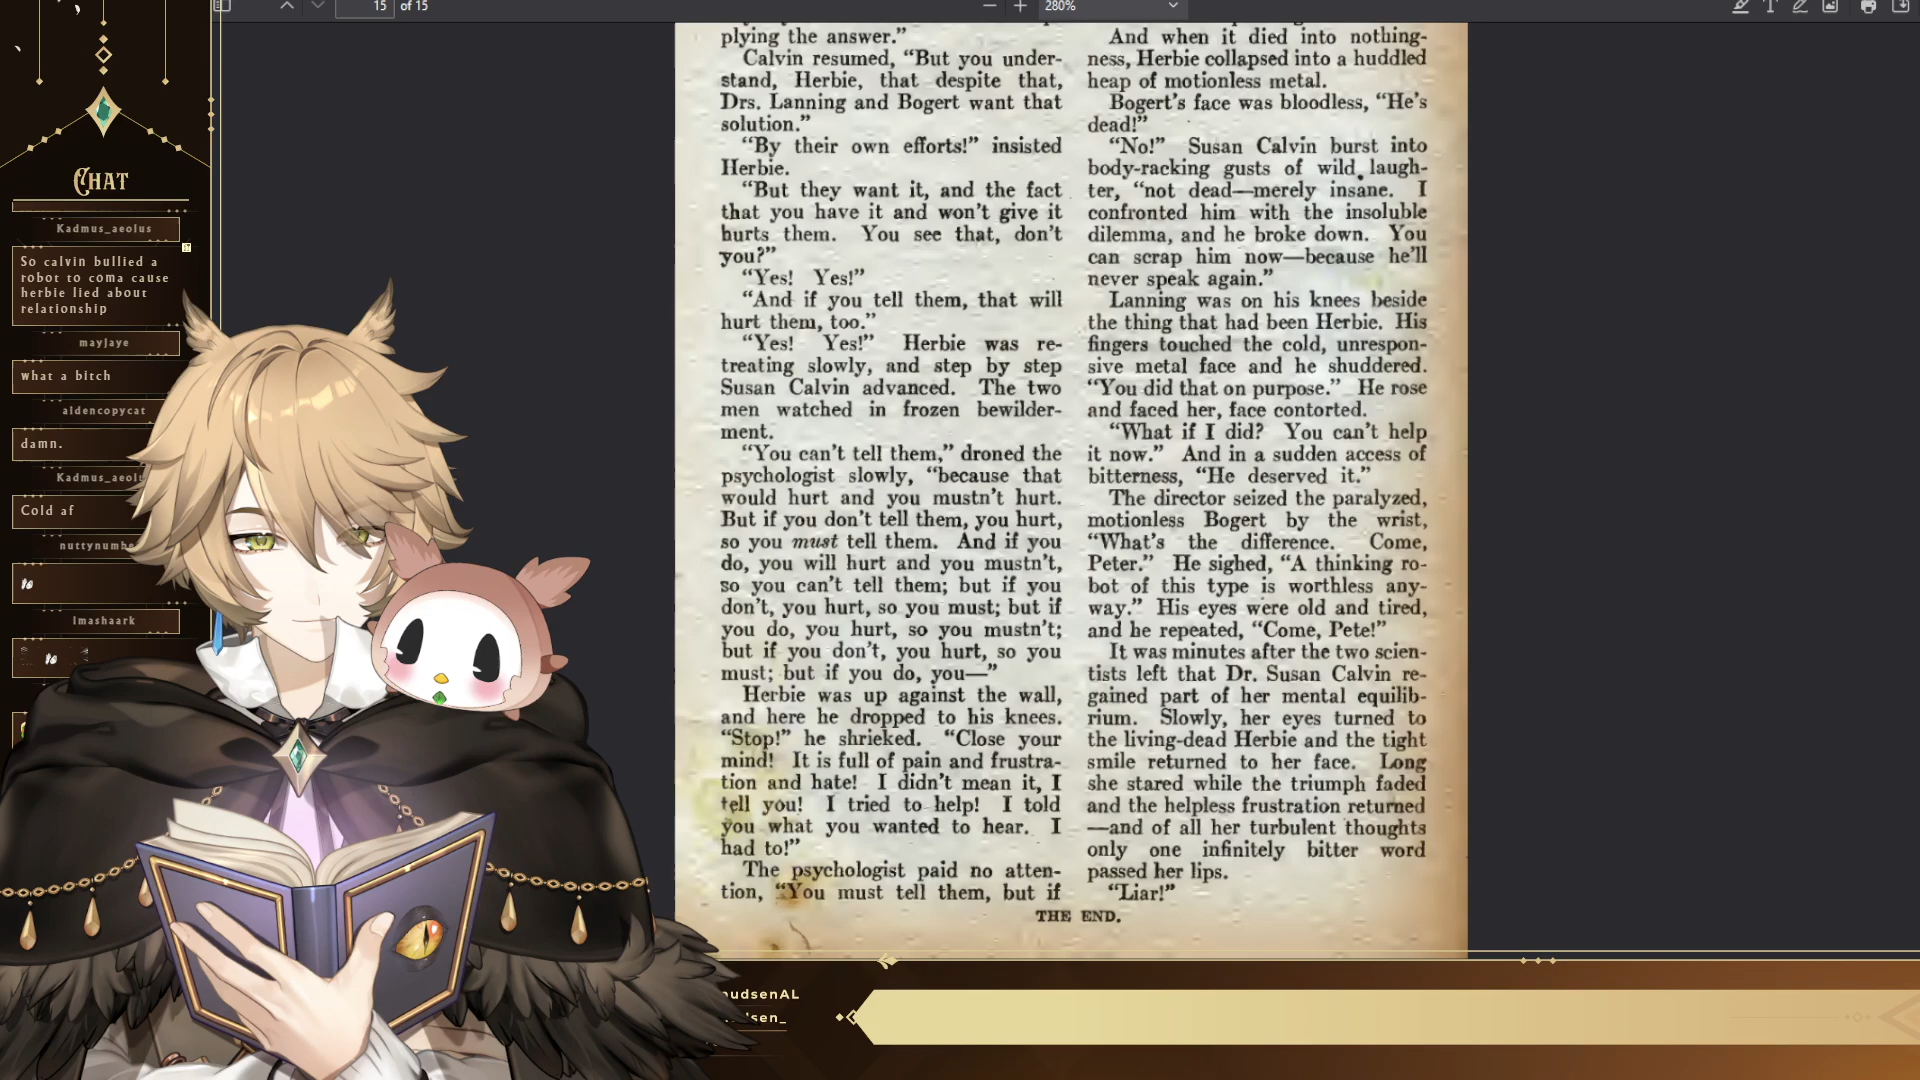 15 of 15
280%
CHAT
Kadmus_aeolus
So calvin bullied a
robot to coma cause
herbie lied about
relationship
mayjaye
what a bitch
aldencopycat
damn.
Cold af
imashaark
plying the answer.”
Calvin resumed, “But you under-
stand, Herbie, that despite that,
Drs. Lanning and Bogert want that
solution.”
“By their own efforts!” insisted
Herbie.
“But they want it, and the fact
that you have it and won’t give it
hurts them. You see that, don’t
you?”
“Yes! Yes!”
“And if you tell them, that will
hurt them, too.”
“Yes! Yes!” Herbie was re-
treating slowly, and step by step
Susan Calvin advanced. The two
men watched in frozen bewilder-
ment.
“You can’t tell them,” droned the
psychologist slowly, “because that
would hurt and you mustn’t hurt.
But if you don’t tell them, you hurt,
so you must tell them. And if you
do, you will hurt and you mustn’t,
so you can’t tell them; but if you
don’t, you hurt, so you must; but if
you do, you hurt, so you mustn’t;
but if you don’t, you hurt, so you
must; but if you do, you—”
Herbie was up against the wall,
and here he dropped to his knees.
“Stop!” he shrieked. “Close your
mind! It is full of pain and frustra-
tion and hate! I didn’t mean it, I
tell you! I tried to help! I told
you what you wanted to hear. I
had to!”
The psychologist paid no atten-
tion, “You must tell them, but if
And when it died into nothing-
ness, Herbie collapsed into a huddled
heap of motionless metal.
Bogert’s face was bloodless, “He’s
dead!”
“No!” Susan Calvin burst into
body-racking gusts of wild laugh-
ter, “not dead—merely insane. I
confronted him with the insoluble
dilemma, and he broke down. You
can scrap him now—because he’ll
never speak again.”
Lanning was on his knees beside
the thing that had been Herbie. His
fingers touched the cold, unrespon-
sive metal face and he shuddered.
“You did that on purpose.” He rose
and faced her, face contorted.
“What if I did? You can’t help
it now.” And in a sudden access of
bitterness, “He deserved it.”
The director seized the paralyzed,
motionless Bogert by the wrist,
“What’s the difference. Come,
Peter.” He sighed, “A thinking ro-
bot of this type is worthless any-
way.” His eyes were old and tired,
and he repeated, “Come, Pete!”
It was minutes after the two scien-
tists left that Dr. Susan Calvin re-
gained part of her mental equilib-
rium. Slowly, her eyes turned to
the living-dead Herbie and the tight
smile returned to her face. Long
she stared while the triumph faded
and the helpless frustration returned
—and of all her turbulent thoughts
only one infinitely bitter word
passed her lips.
“Liar!”
THE END.